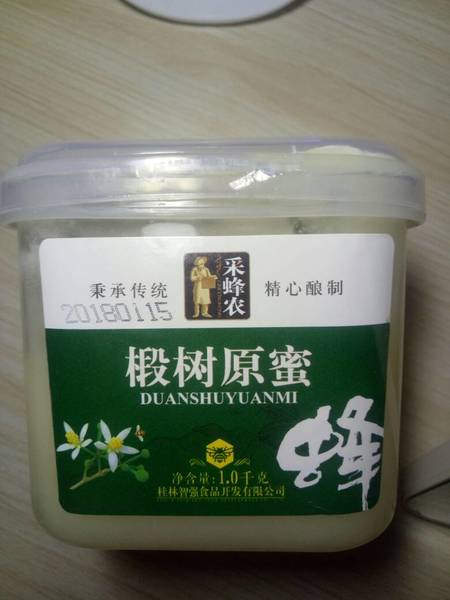 采蜂农
秉承传统
精心酿制
20180115
椴树原蜜
DUANSHUYUANMI
蜂
净含量:1.0千克
桂林智强食品开发有限公司